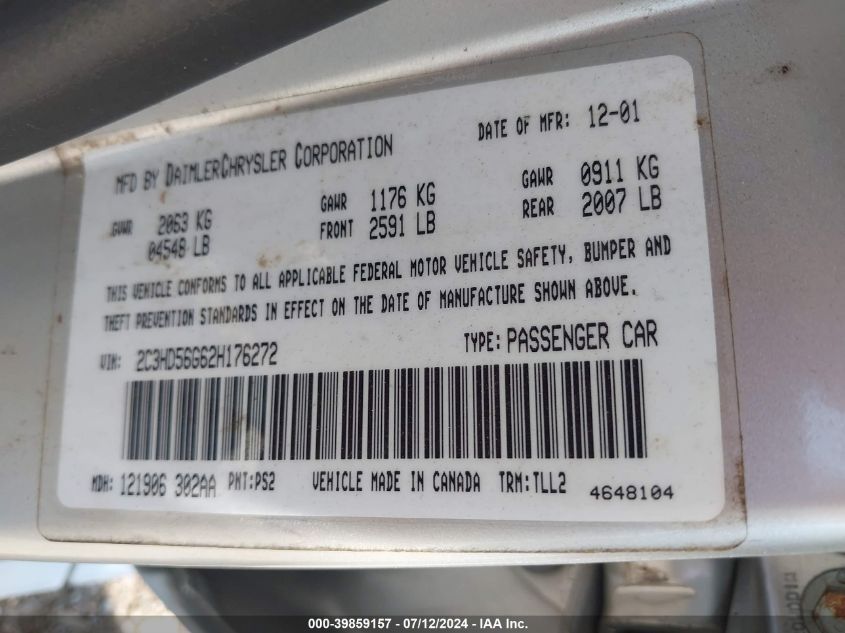 MFD BY DAIMLERCHRYSLER CORPORATION
DATE OF MFR: 12-01
GVWR 2063 KG
04548 LB
GAWR FRONT 1176 KG
2591 LB
GAWR REAR 0911 KG
2007 LB
THIS VEHICLE CONFORMS TO ALL APPLICABLE FEDERAL MOTOR VEHICLE SAFETY, BUMPER AND
THEFT PREVENTION STANDARDS IN EFFECT ON THE DATE OF MANUFACTURE SHOWN ABOVE.
VIN: 2C3HD56G62H176272
TYPE: PASSENGER CAR
MDH: 121906 302AA PNT:PS2 VEHICLE MADE IN CANADA TRM:TLL2 4648104
000-39859157 - 07/12/2024 - IAA Inc.